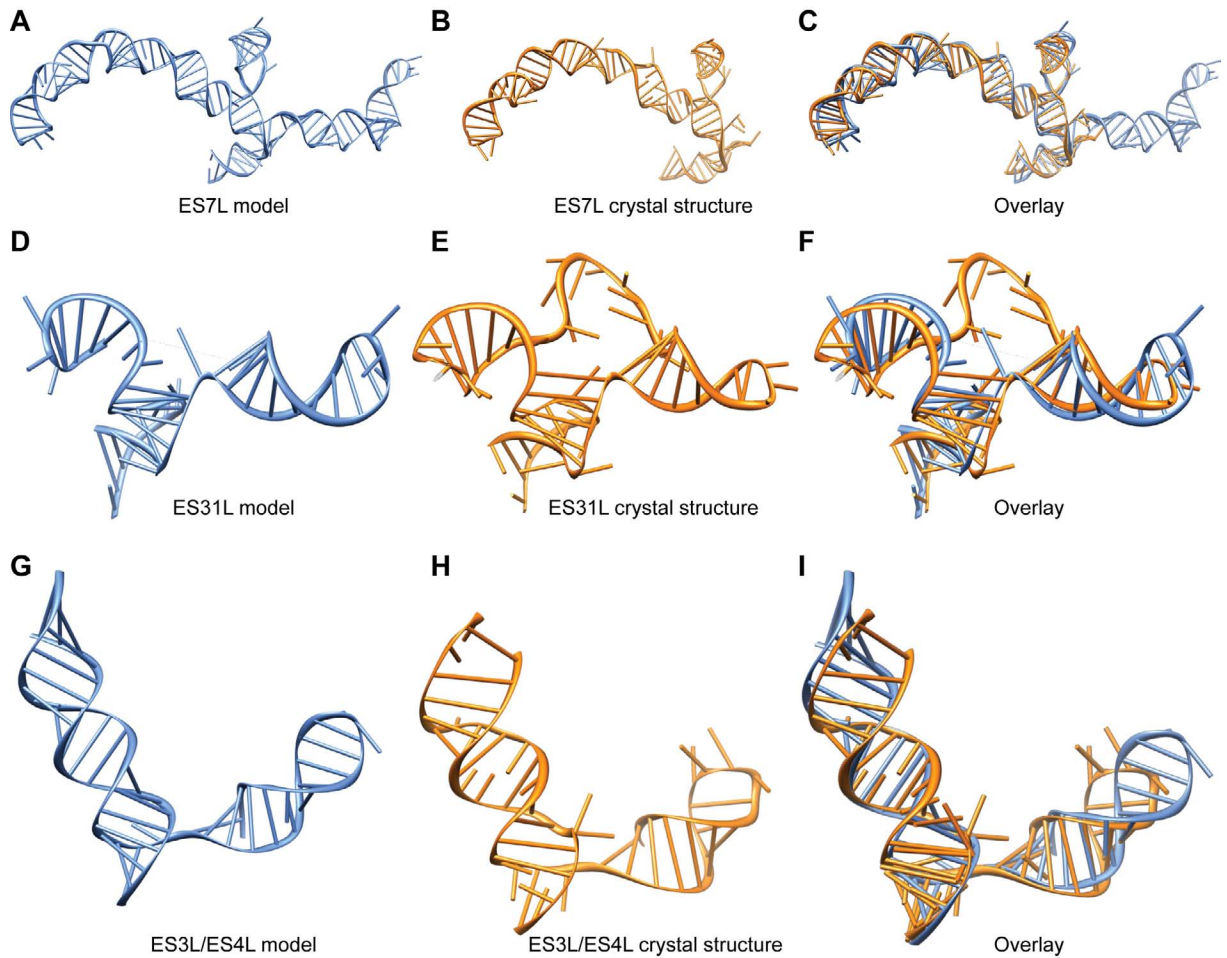 A B C
ES7L model ES7L crystal structure Overlay
D E F
ES31L model ES31L crystal structure Overlay
G H I
ES3L/ES4L model ES3L/ES4L crystal structure Overlay